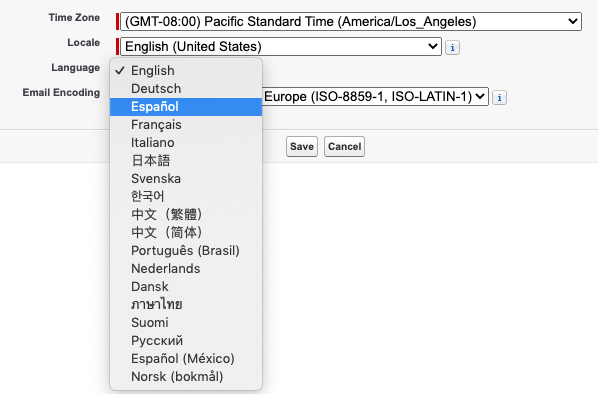 Time Zone (GMT-08:00) Pacific Standard Time (America/Los_Angeles)
Locale English (United States) i
Language
✓ English
Deutsch
Español
Email Encoding Europe (ISO-8859-1, ISO-LATIN-1) i
Français
Italiano
Save Cancel
日本語
Svenska
한국어
中文（繁體）
中文（简体）
Português (Brasil)
Nederlands
Dansk
ภาษาไทย
Suomi
Русский
Español (México)
Norsk (bokmål)